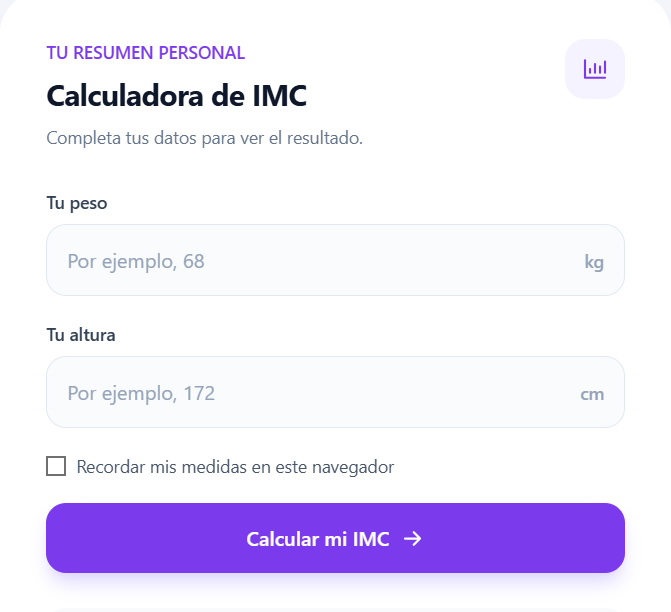 TU RESUMEN PERSONAL
Calculadora de IMC
Completa tus datos para ver el resultado.
Tu peso
Por ejemplo, 68
kg
Tu altura
Por ejemplo, 172
cm
Recordar mis medidas en este navegador
Calcular mi IMC →